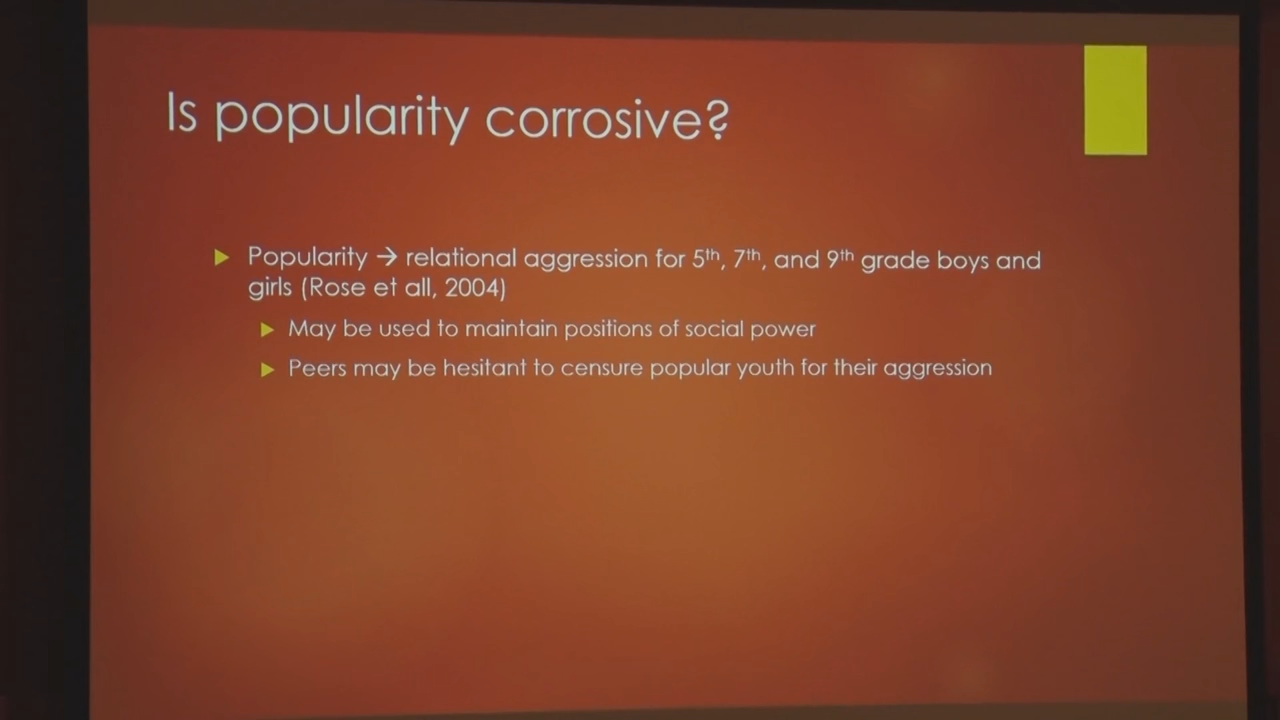 Is popularity corrosive?
Popularity → relational aggression for 5th, 7th, and 9th grade boys and
girls (Rose et all, 2004)
May be used to maintain positions of social power
Peers may be hesitant to censure popular youth for their aggression